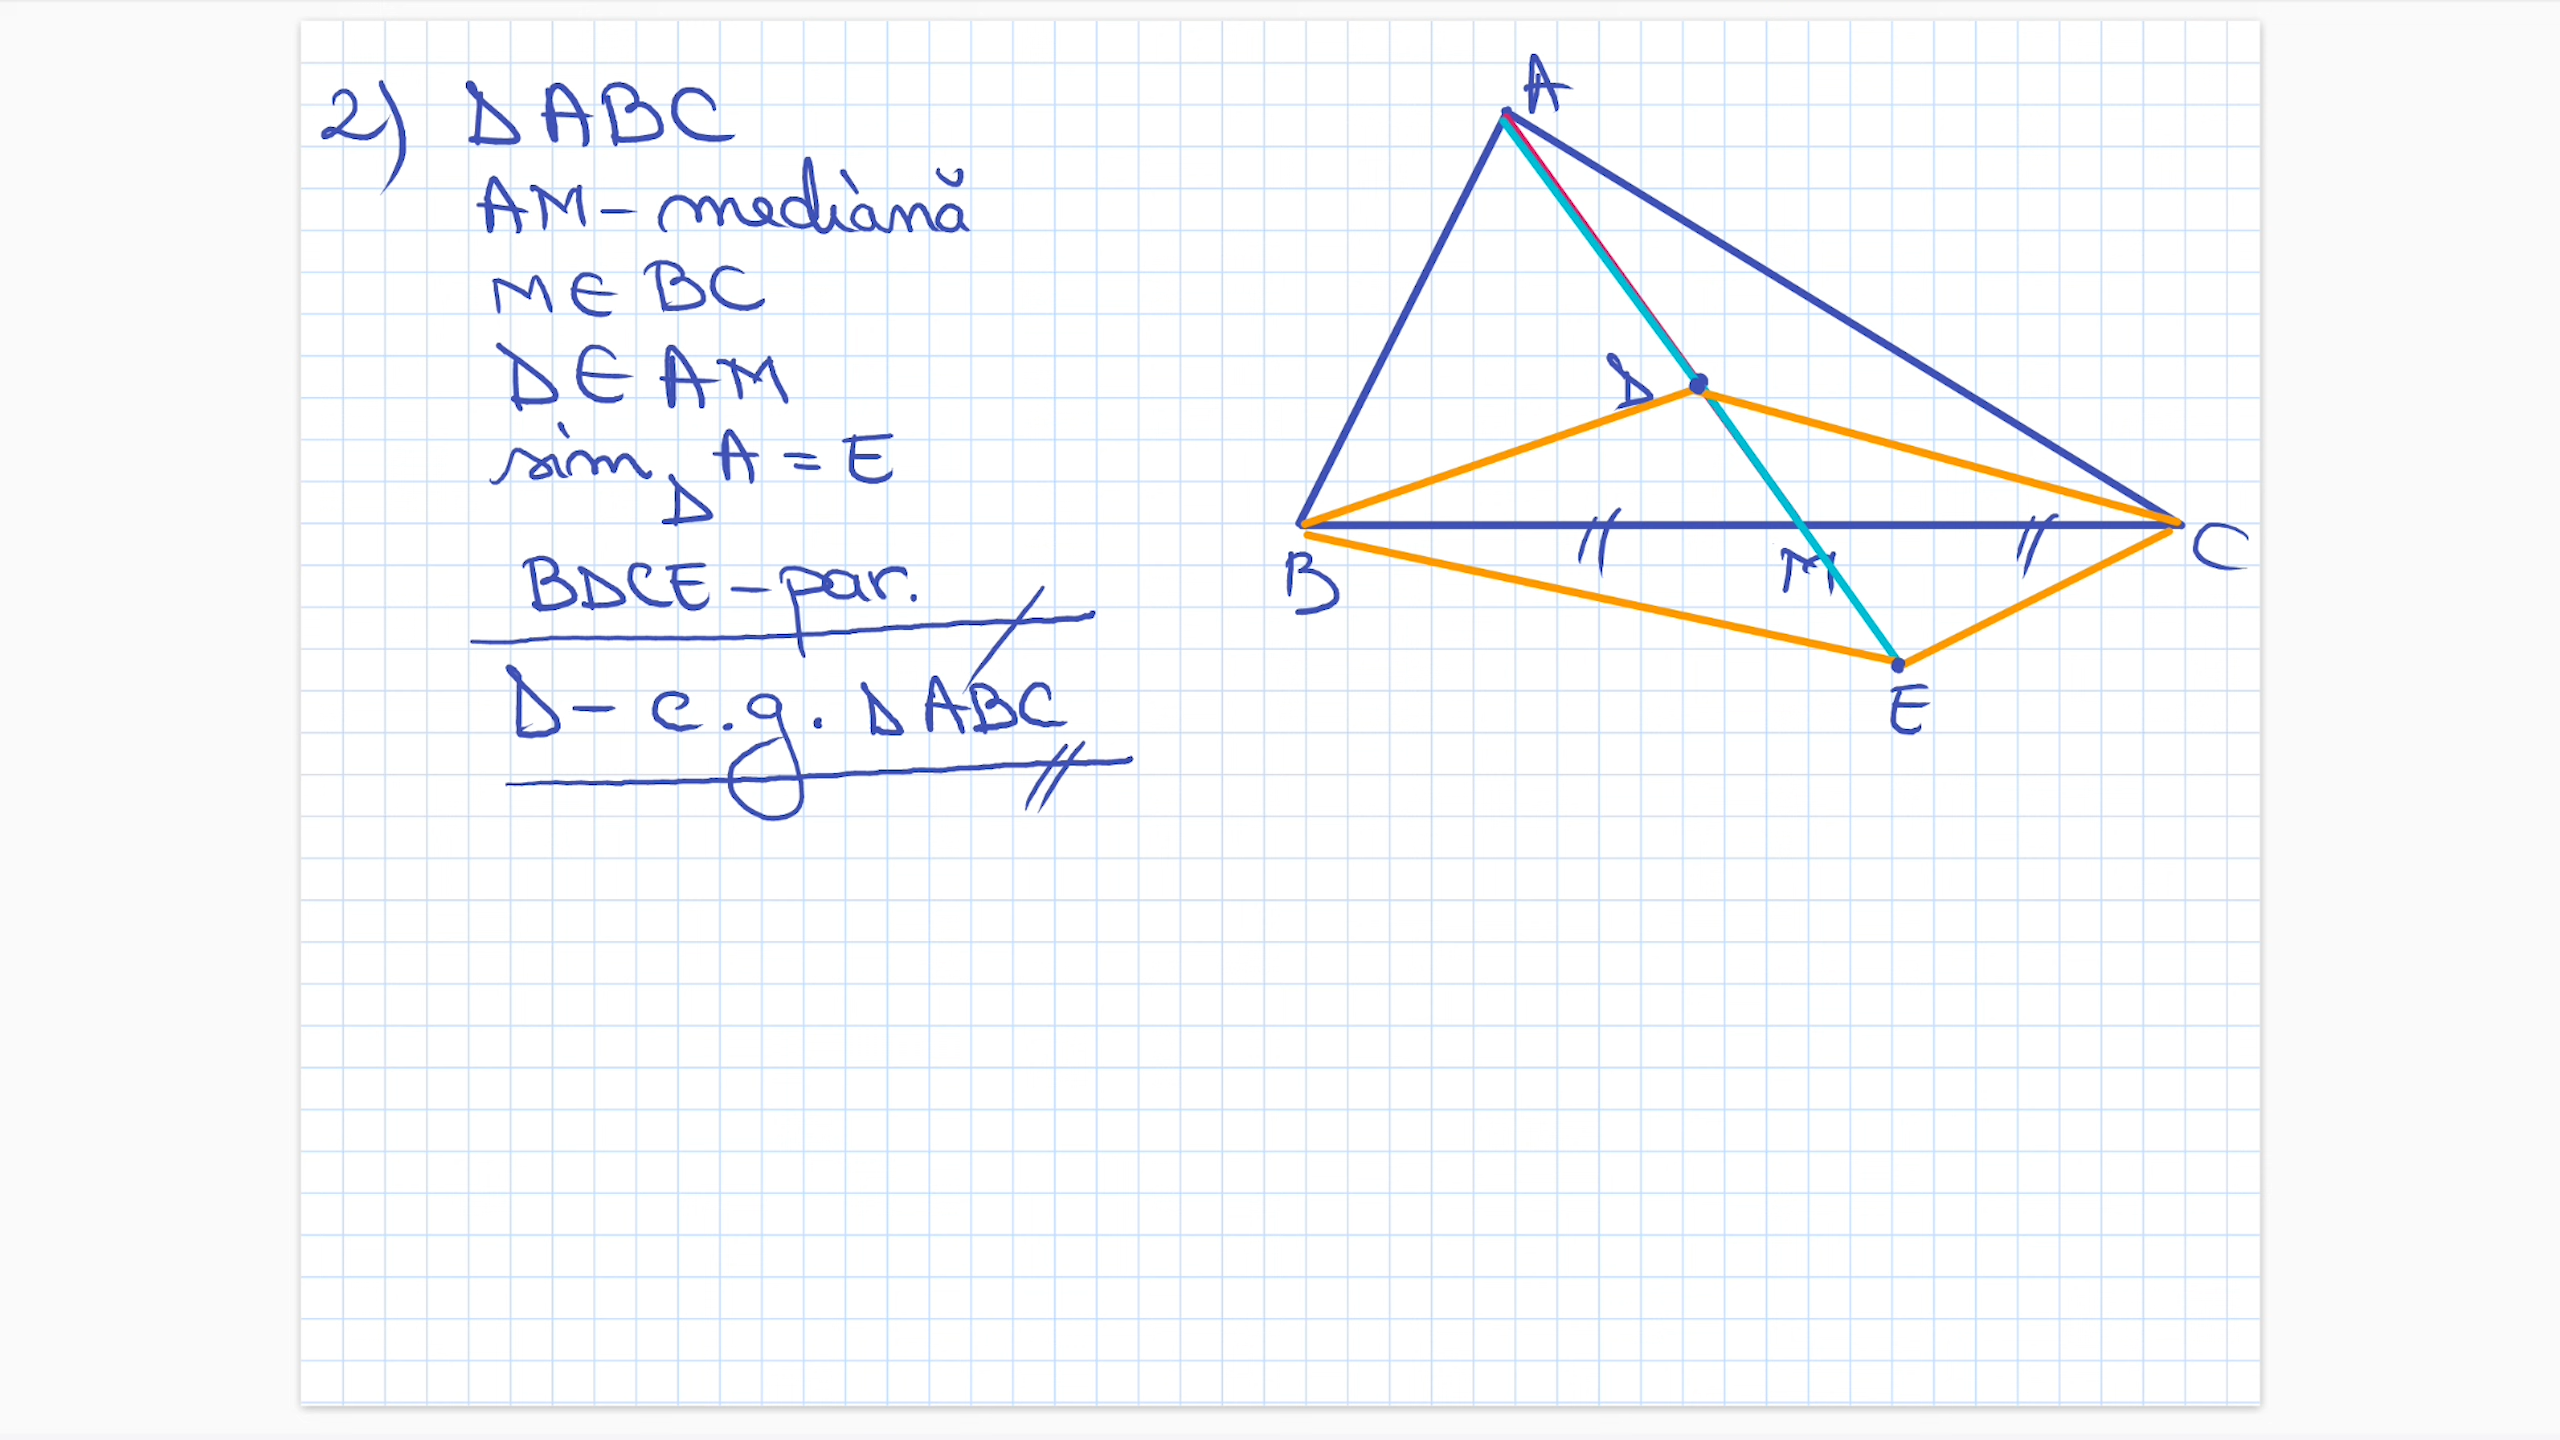 2) ΔABC
AM - mediană
M ∈ BC
D ∈ AM
sim_D A = E
BDCE - par.
D - c.g. ΔABC
A
D
B
M
C
E